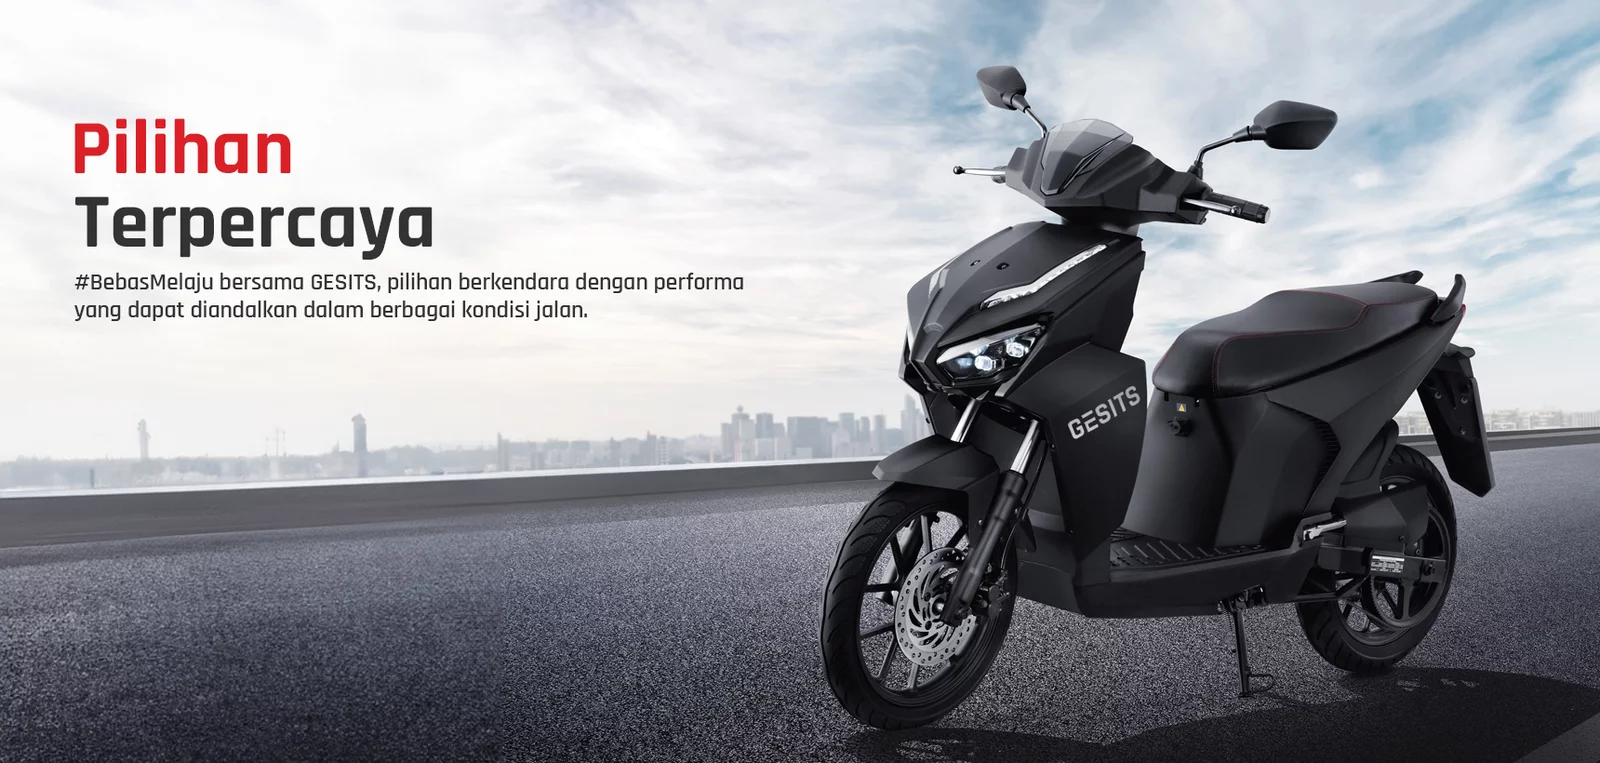 Pilihan
Terpercaya
#BebasMelaju bersama GESITS, pilihan berkendara dengan performa
yang dapat diandalkan dalam berbagai kondisi jalan.
GESITS